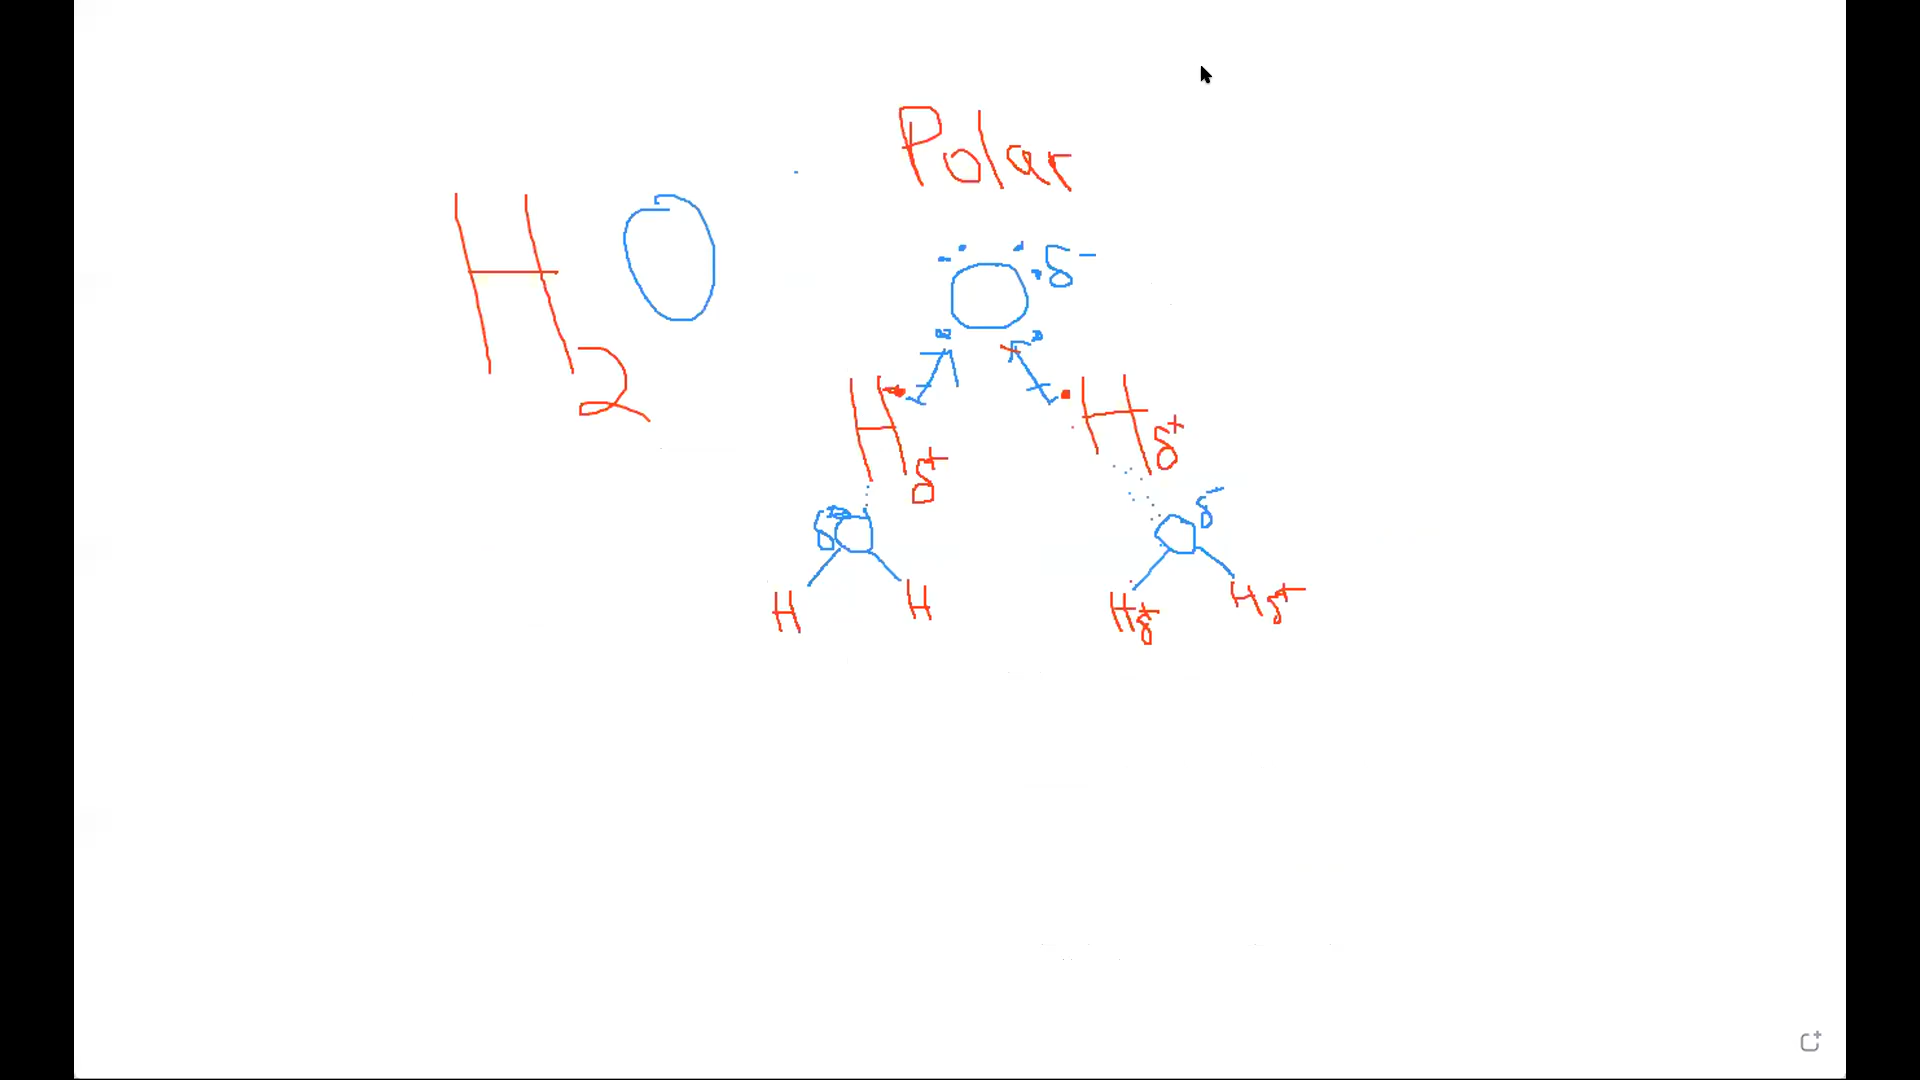 Polar
H2O
O δ-
H δ+ H δ+
δ- O O δ-
H H H δ+ H δ+